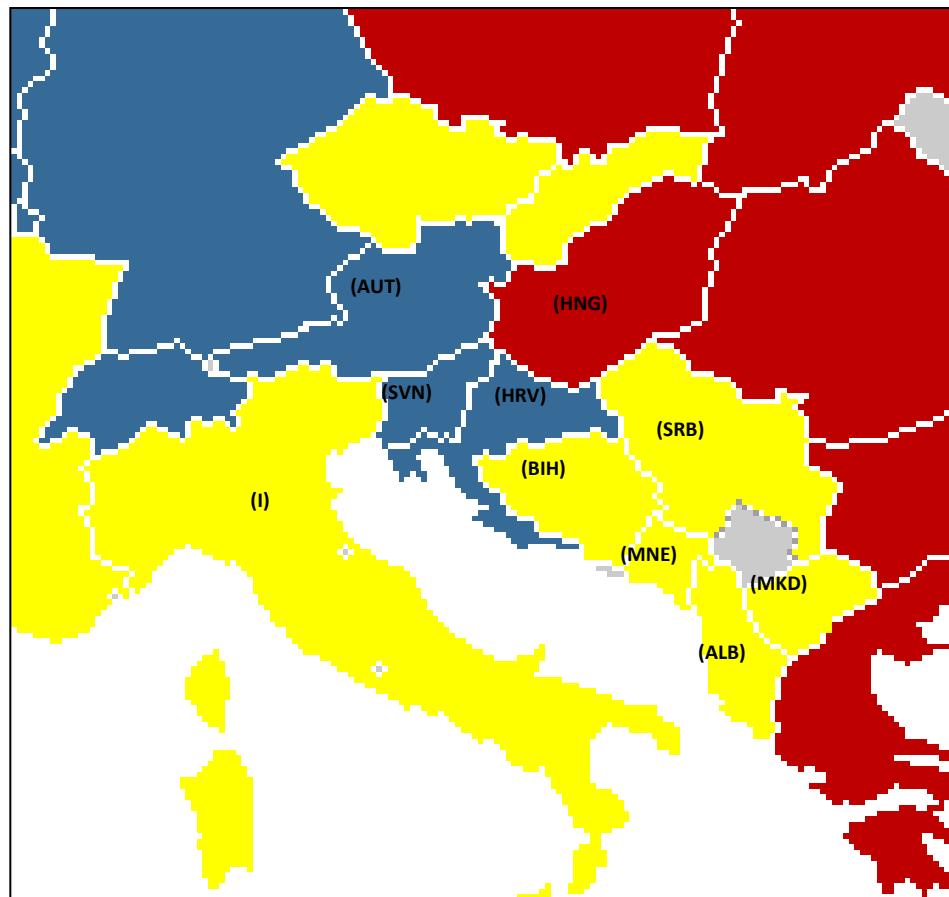 (AUT)
(HNG)
(SVN)
(HRV)
(SRB)
(BIH)
(I)
(MNE)
(MKD)
(ALB)